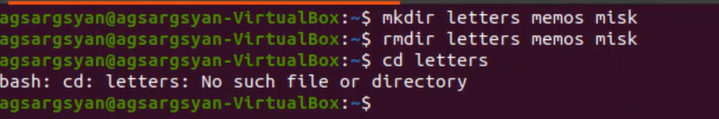 agsargsyan@agsargsyan-VirtualBox:~$ mkdir letters memos misk
agsargsyan@agsargsyan-VirtualBox:~$ rmdir letters memos misk
agsargsyan@agsargsyan-VirtualBox:~$ cd letters
bash: cd: letters: No such file or directory
agsargsyan@agsargsyan-VirtualBox:~$